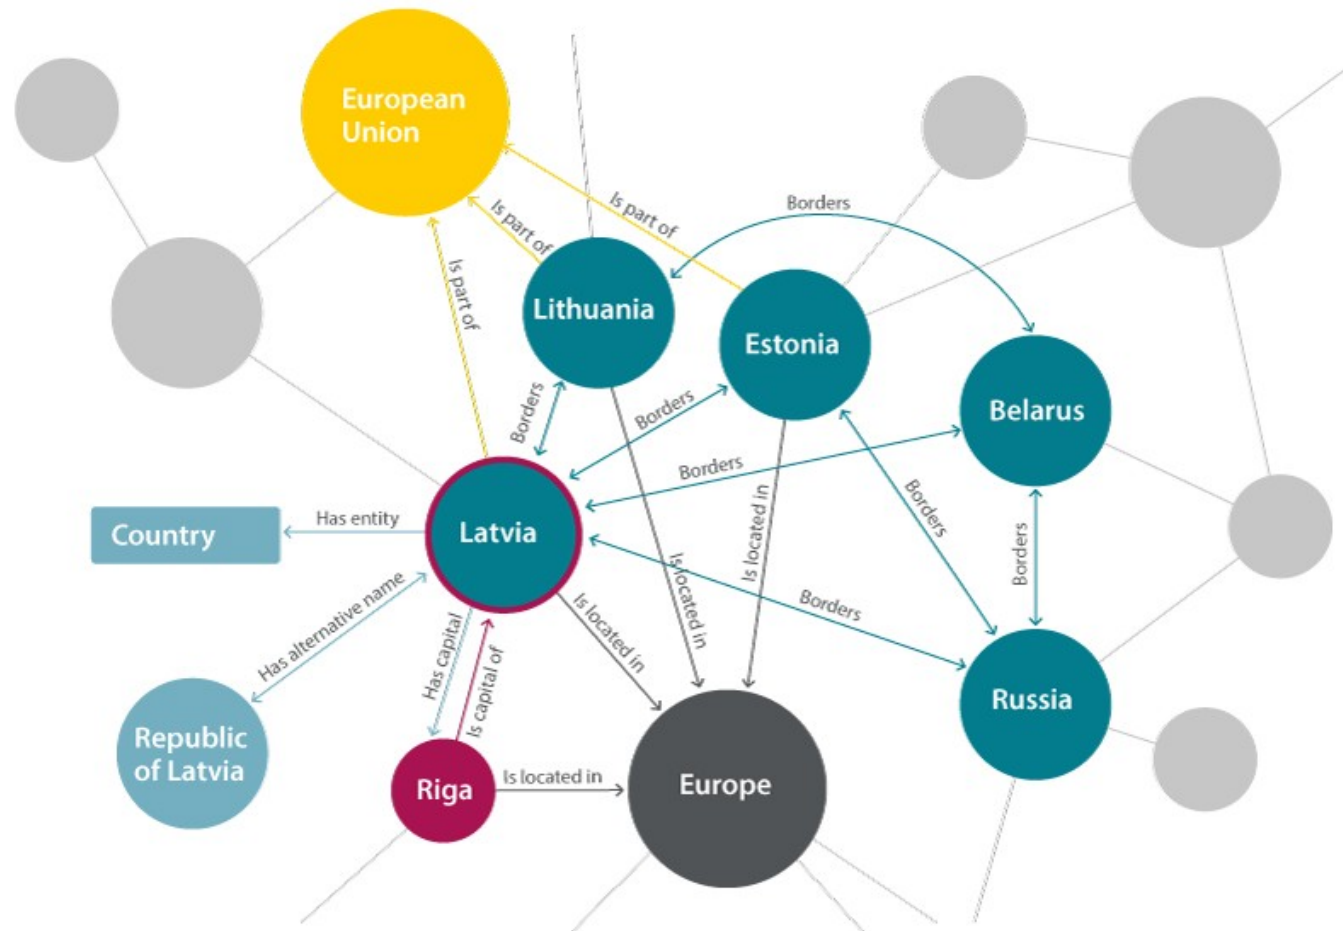 European
Union
Is part of
Is part of
Is part of
Borders
Lithuania
Estonia
Belarus
Borders
Borders
Borders
Borders
Borders
Borders
Country
Has entity
Latvia
Is located in
Is located in
Is located in
Has alternative name
Has capital
Is capital of
Republic
of Latvia
Riga
Is located in
Europe
Russia